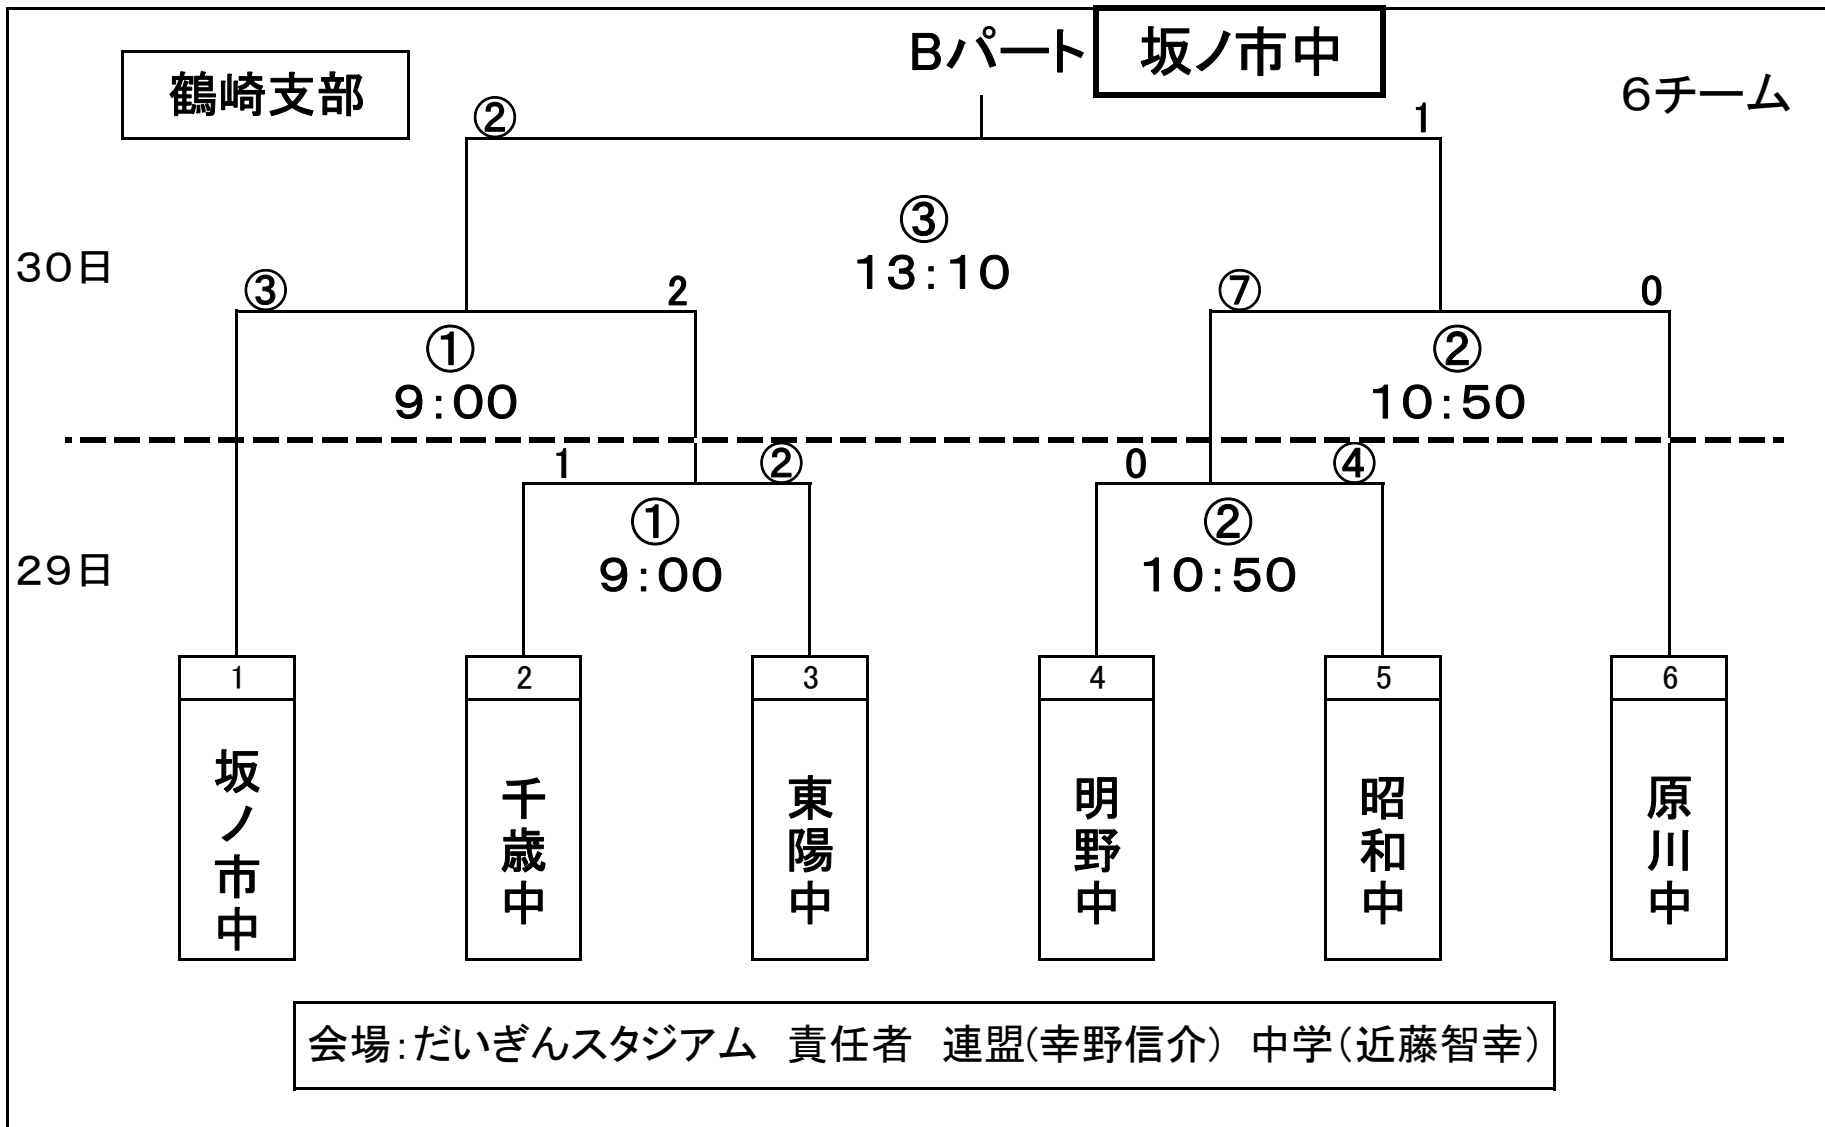 Bパート 坂ノ市中
鶴崎支部
６チーム
② 1
③
13：10
30日
③ 2 ⑦ 0
① ②
9：00 10：50
1 ② 0 ④
① ②
9：00 10：50
29日
1 2 3 4 5 6
坂ノ市中
千歳中
東陽中
明野中
昭和中
原川中
会場：だいぎんスタジアム　責任者　連盟(幸野信介）　中学（近藤智幸）